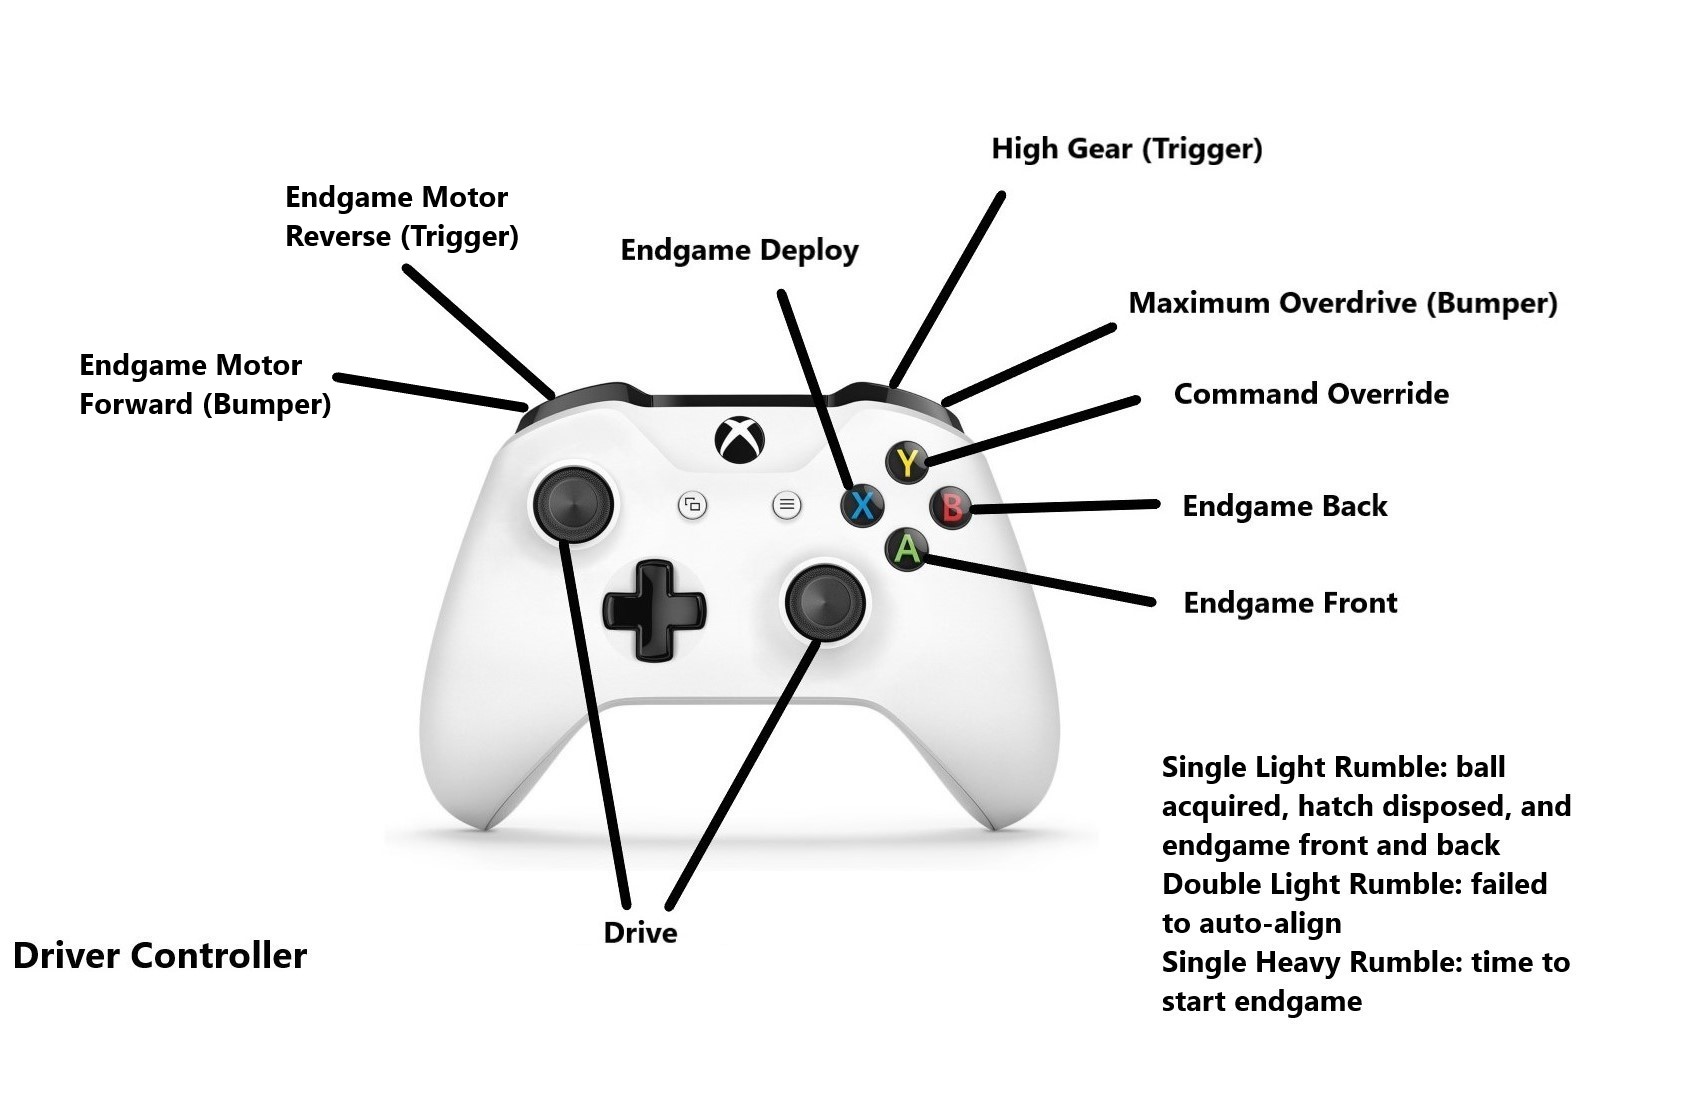 High Gear (Trigger)
Endgame Motor
Reverse (Trigger)
Endgame Deploy
Maximum Overdrive (Bumper)
Endgame Motor
Forward (Bumper)
Command Override
Y
X
B
A
Endgame Back
Endgame Front
Single Light Rumble: ball
acquired, hatch disposed, and
endgame front and back
Double Light Rumble: failed
to auto-align
Single Heavy Rumble: time to
start endgame
Drive
Driver Controller